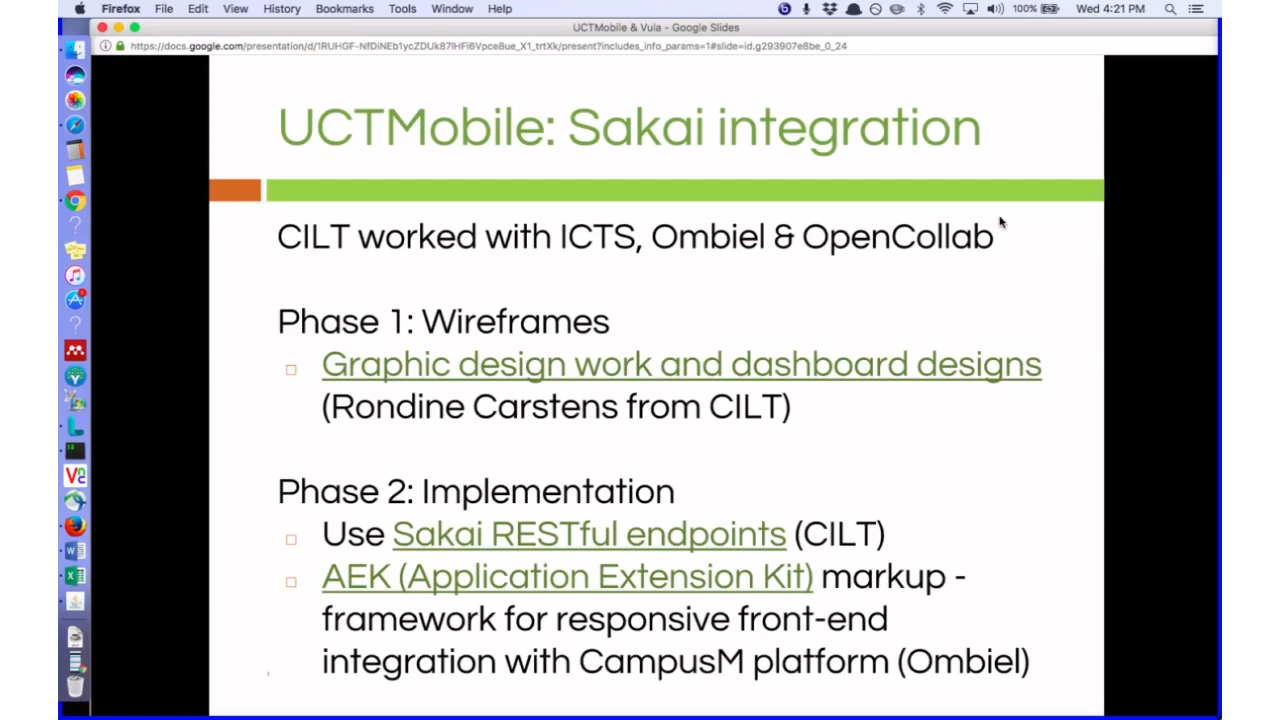 Firefox File Edit View History Bookmarks Tools Window Help 100% Wed 4:21 PM
UCTMobile & Vula - Google Slides
https://docs.google.com/presentation/d/1RUHGF-NfDiNEb1ycZDUk87lHFi6Vpce8ue_X1_trtXk/present?includes_info_params=1#slide=id.g293907e8be_0_24
UCTMobile: Sakai integration
CILT worked with ICTS, Ombiel & OpenCollab
Phase 1: Wireframes
Graphic design work and dashboard designs
(Rondine Carstens from CILT)
Phase 2: Implementation
Use Sakai RESTful endpoints (CILT)
AEK (Application Extension Kit) markup -
framework for responsive front-end
integration with CampusM platform (Ombiel)